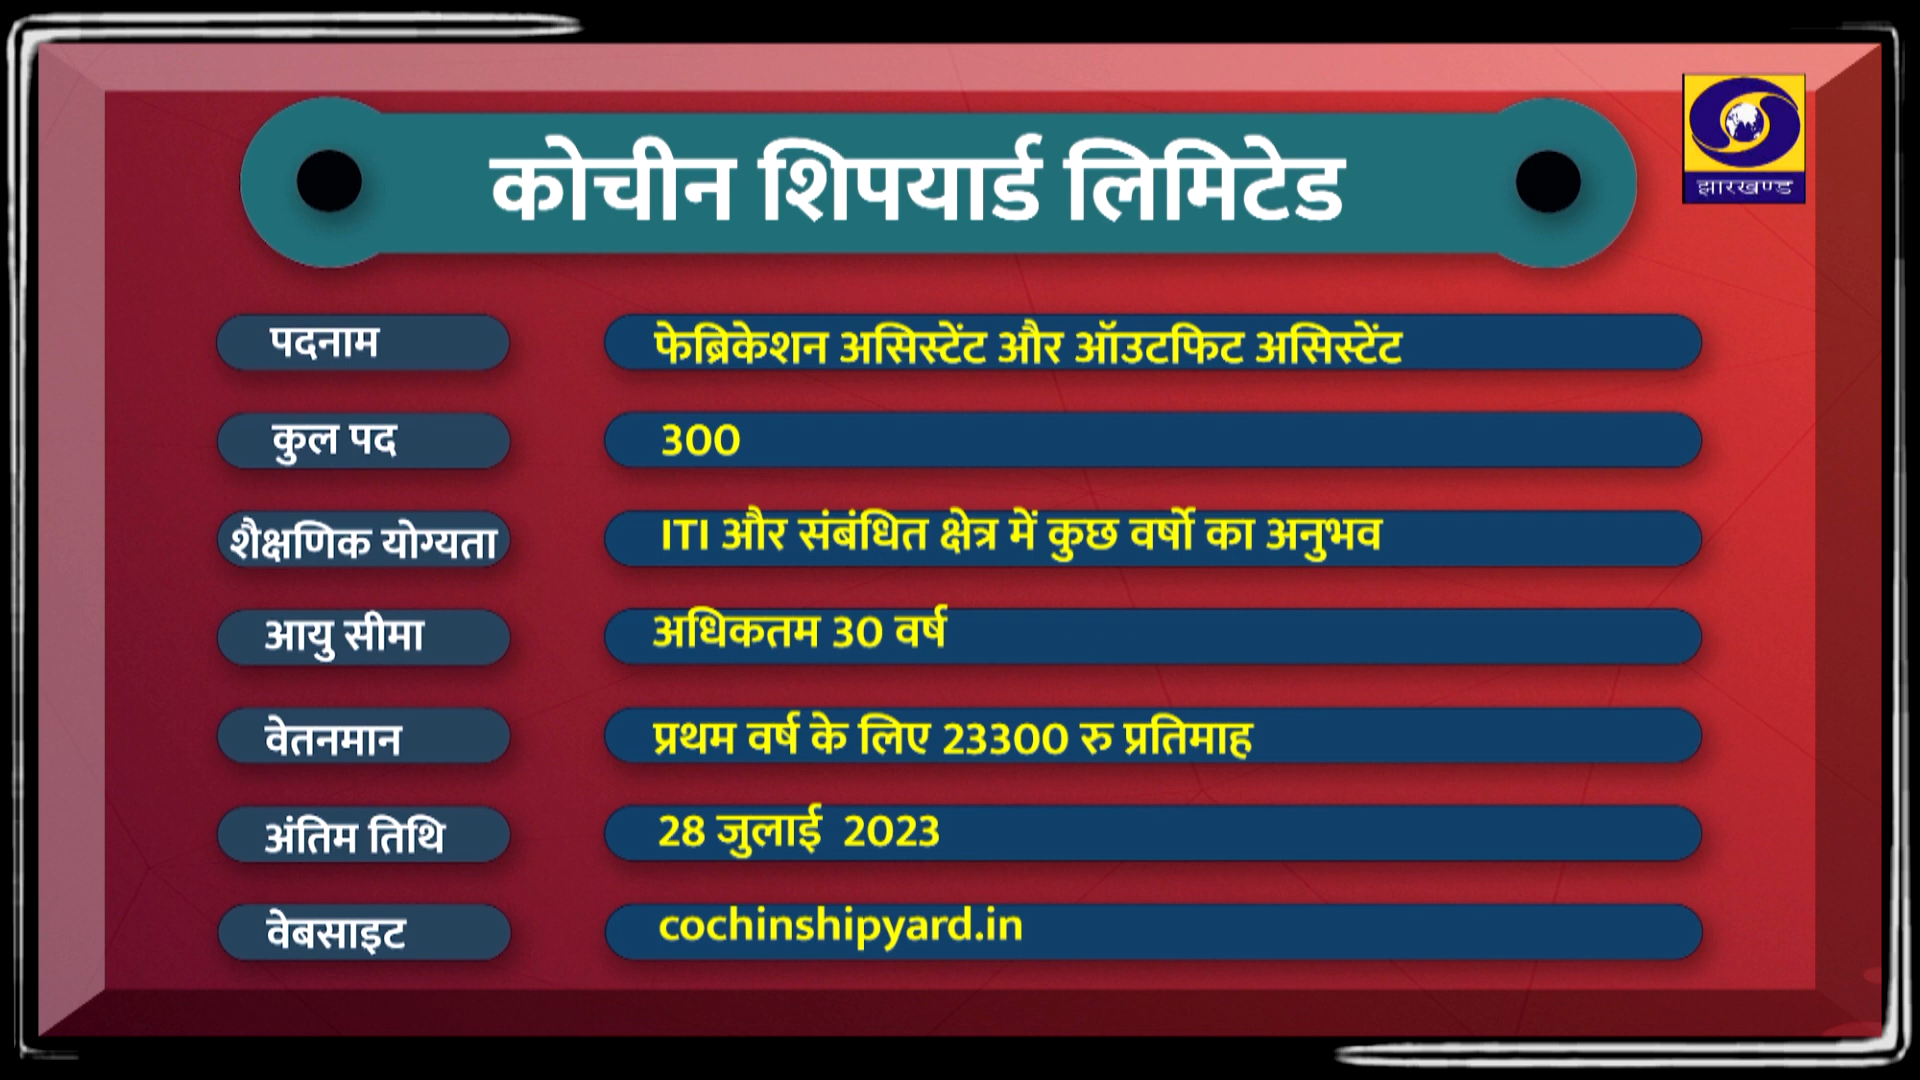 कोचीन शिपयार्ड लिमिटेड
झारखण्ड
पदनाम फेब्रिकेशन असिस्टेंट और ऑउटफिट असिस्टेंट
कुल पद 300
शैक्षणिक योग्यता ITI और संबंधित क्षेत्र में कुछ वर्षो का अनुभव
आयु सीमा अधिकतम 30 वर्ष
वेतनमान प्रथम वर्ष के लिए 23300 रु प्रतिमाह
अंतिम तिथि 28 जुलाई 2023
वेबसाइट cochinshipyard.in